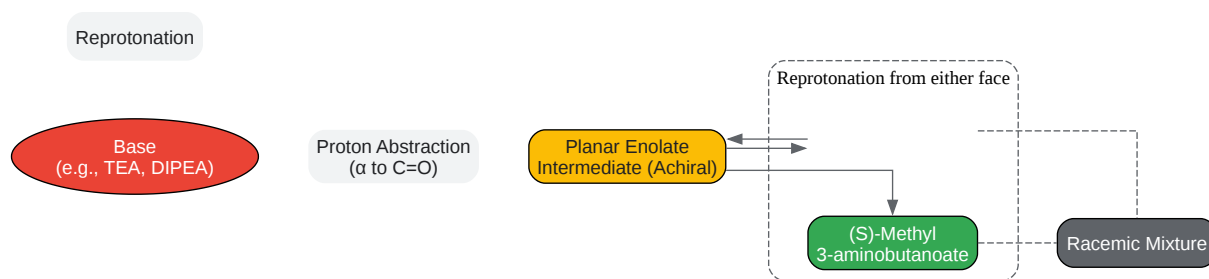 Reprotonation
Reprotonation from either face
Base
(e.g., TEA, DIPEA)
Proton Abstraction
(α to C=O)
Planar Enolate
Intermediate (Achiral)
(S)-Methyl
3-aminobutanoate
Racemic Mixture